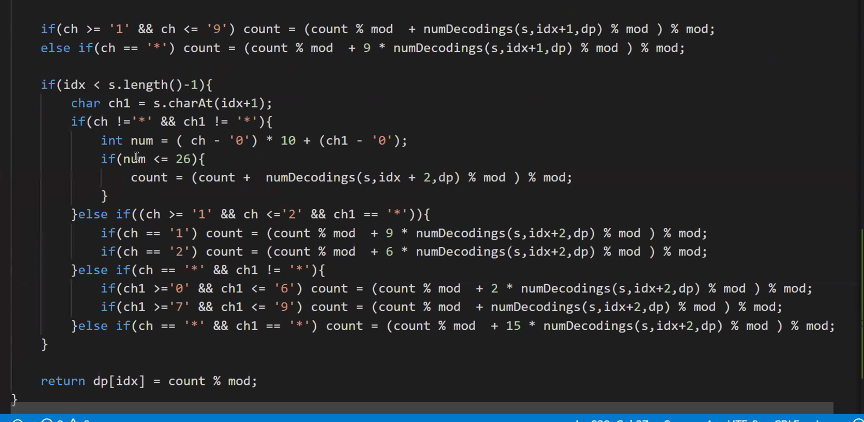 if(ch >= '1' && ch <= '9') count = (count % mod  + numDecodings(s,idx+1,dp) % mod ) % mod;
else if(ch == '*') count = (count % mod  + 9 * numDecodings(s,idx+1,dp) % mod ) % mod;
if(idx < s.length()-1){
char ch1 = s.charAt(idx+1);
if(ch !='*' && ch1 != '*'){
int num = ( ch - '0') * 10 + (ch1 - '0');
if(num <= 26){
count = (count +  numDecodings(s,idx + 2,dp) % mod ) % mod;
}
}else if((ch >= '1' && ch <='2' && ch1 == '*')){
if(ch == '1') count = (count % mod  + 9 * numDecodings(s,idx+2,dp) % mod ) % mod;
if(ch == '2') count = (count % mod  + 6 * numDecodings(s,idx+2,dp) % mod ) % mod;
}else if(ch == '*' && ch1 != '*'){
if(ch1 >='0' && ch1 <= '6') count = (count % mod  + 2 * numDecodings(s,idx+2,dp) % mod ) % mod;
if(ch1 >='7' && ch1 <= '9') count = (count % mod  + numDecodings(s,idx+2,dp) % mod ) % mod;
}else if(ch == '*' && ch1 == '*') count = (count % mod  + 15 * numDecodings(s,idx+2,dp) % mod ) % mod;
}
return dp[idx] = count % mod;
}